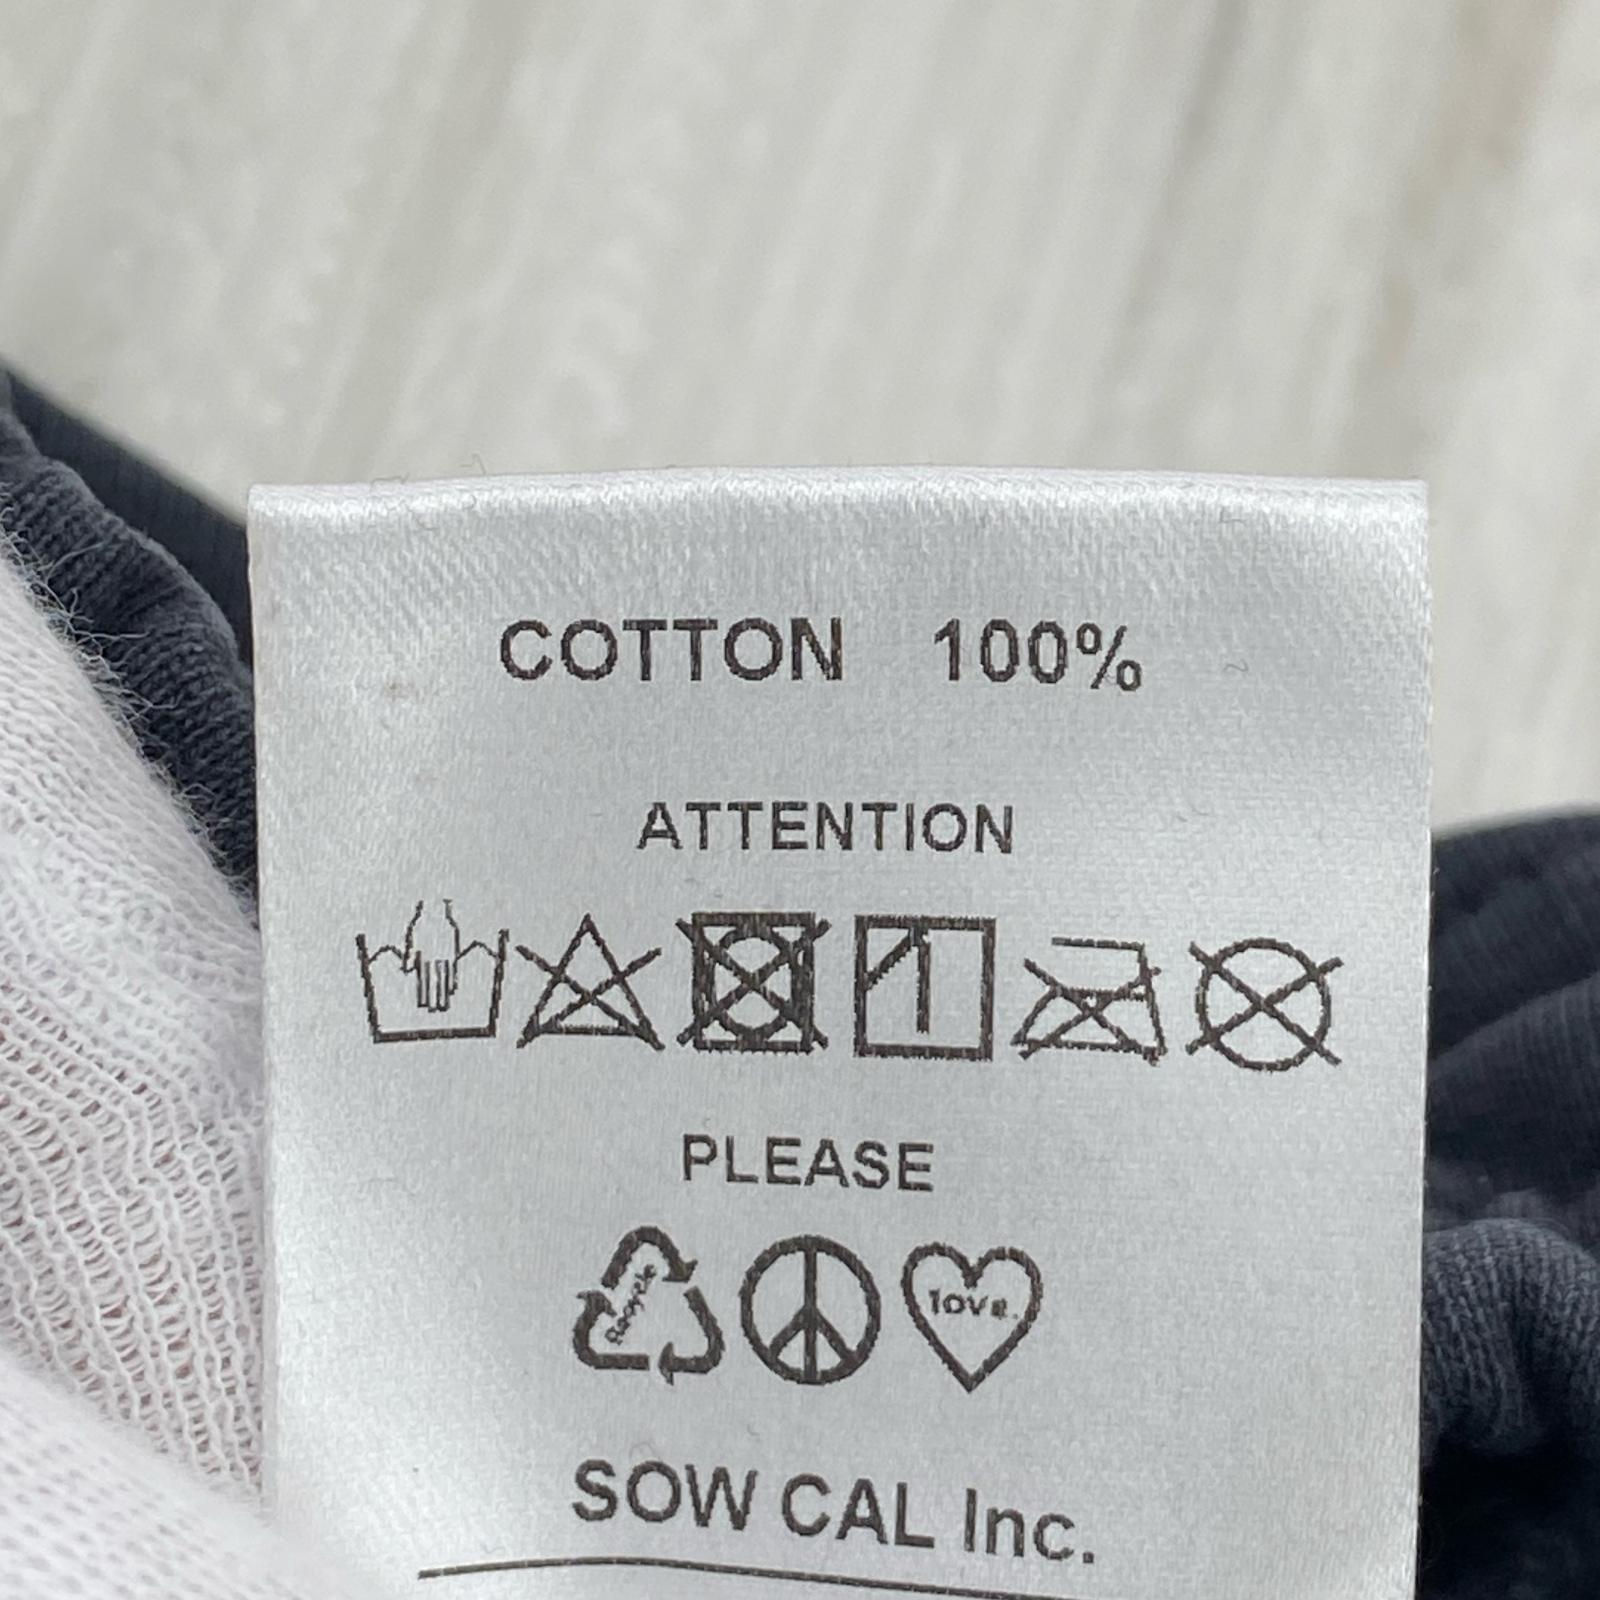 COTTON 100%
ATTENTION
PLEASE
Recycle
love.
SOW CAL Inc.